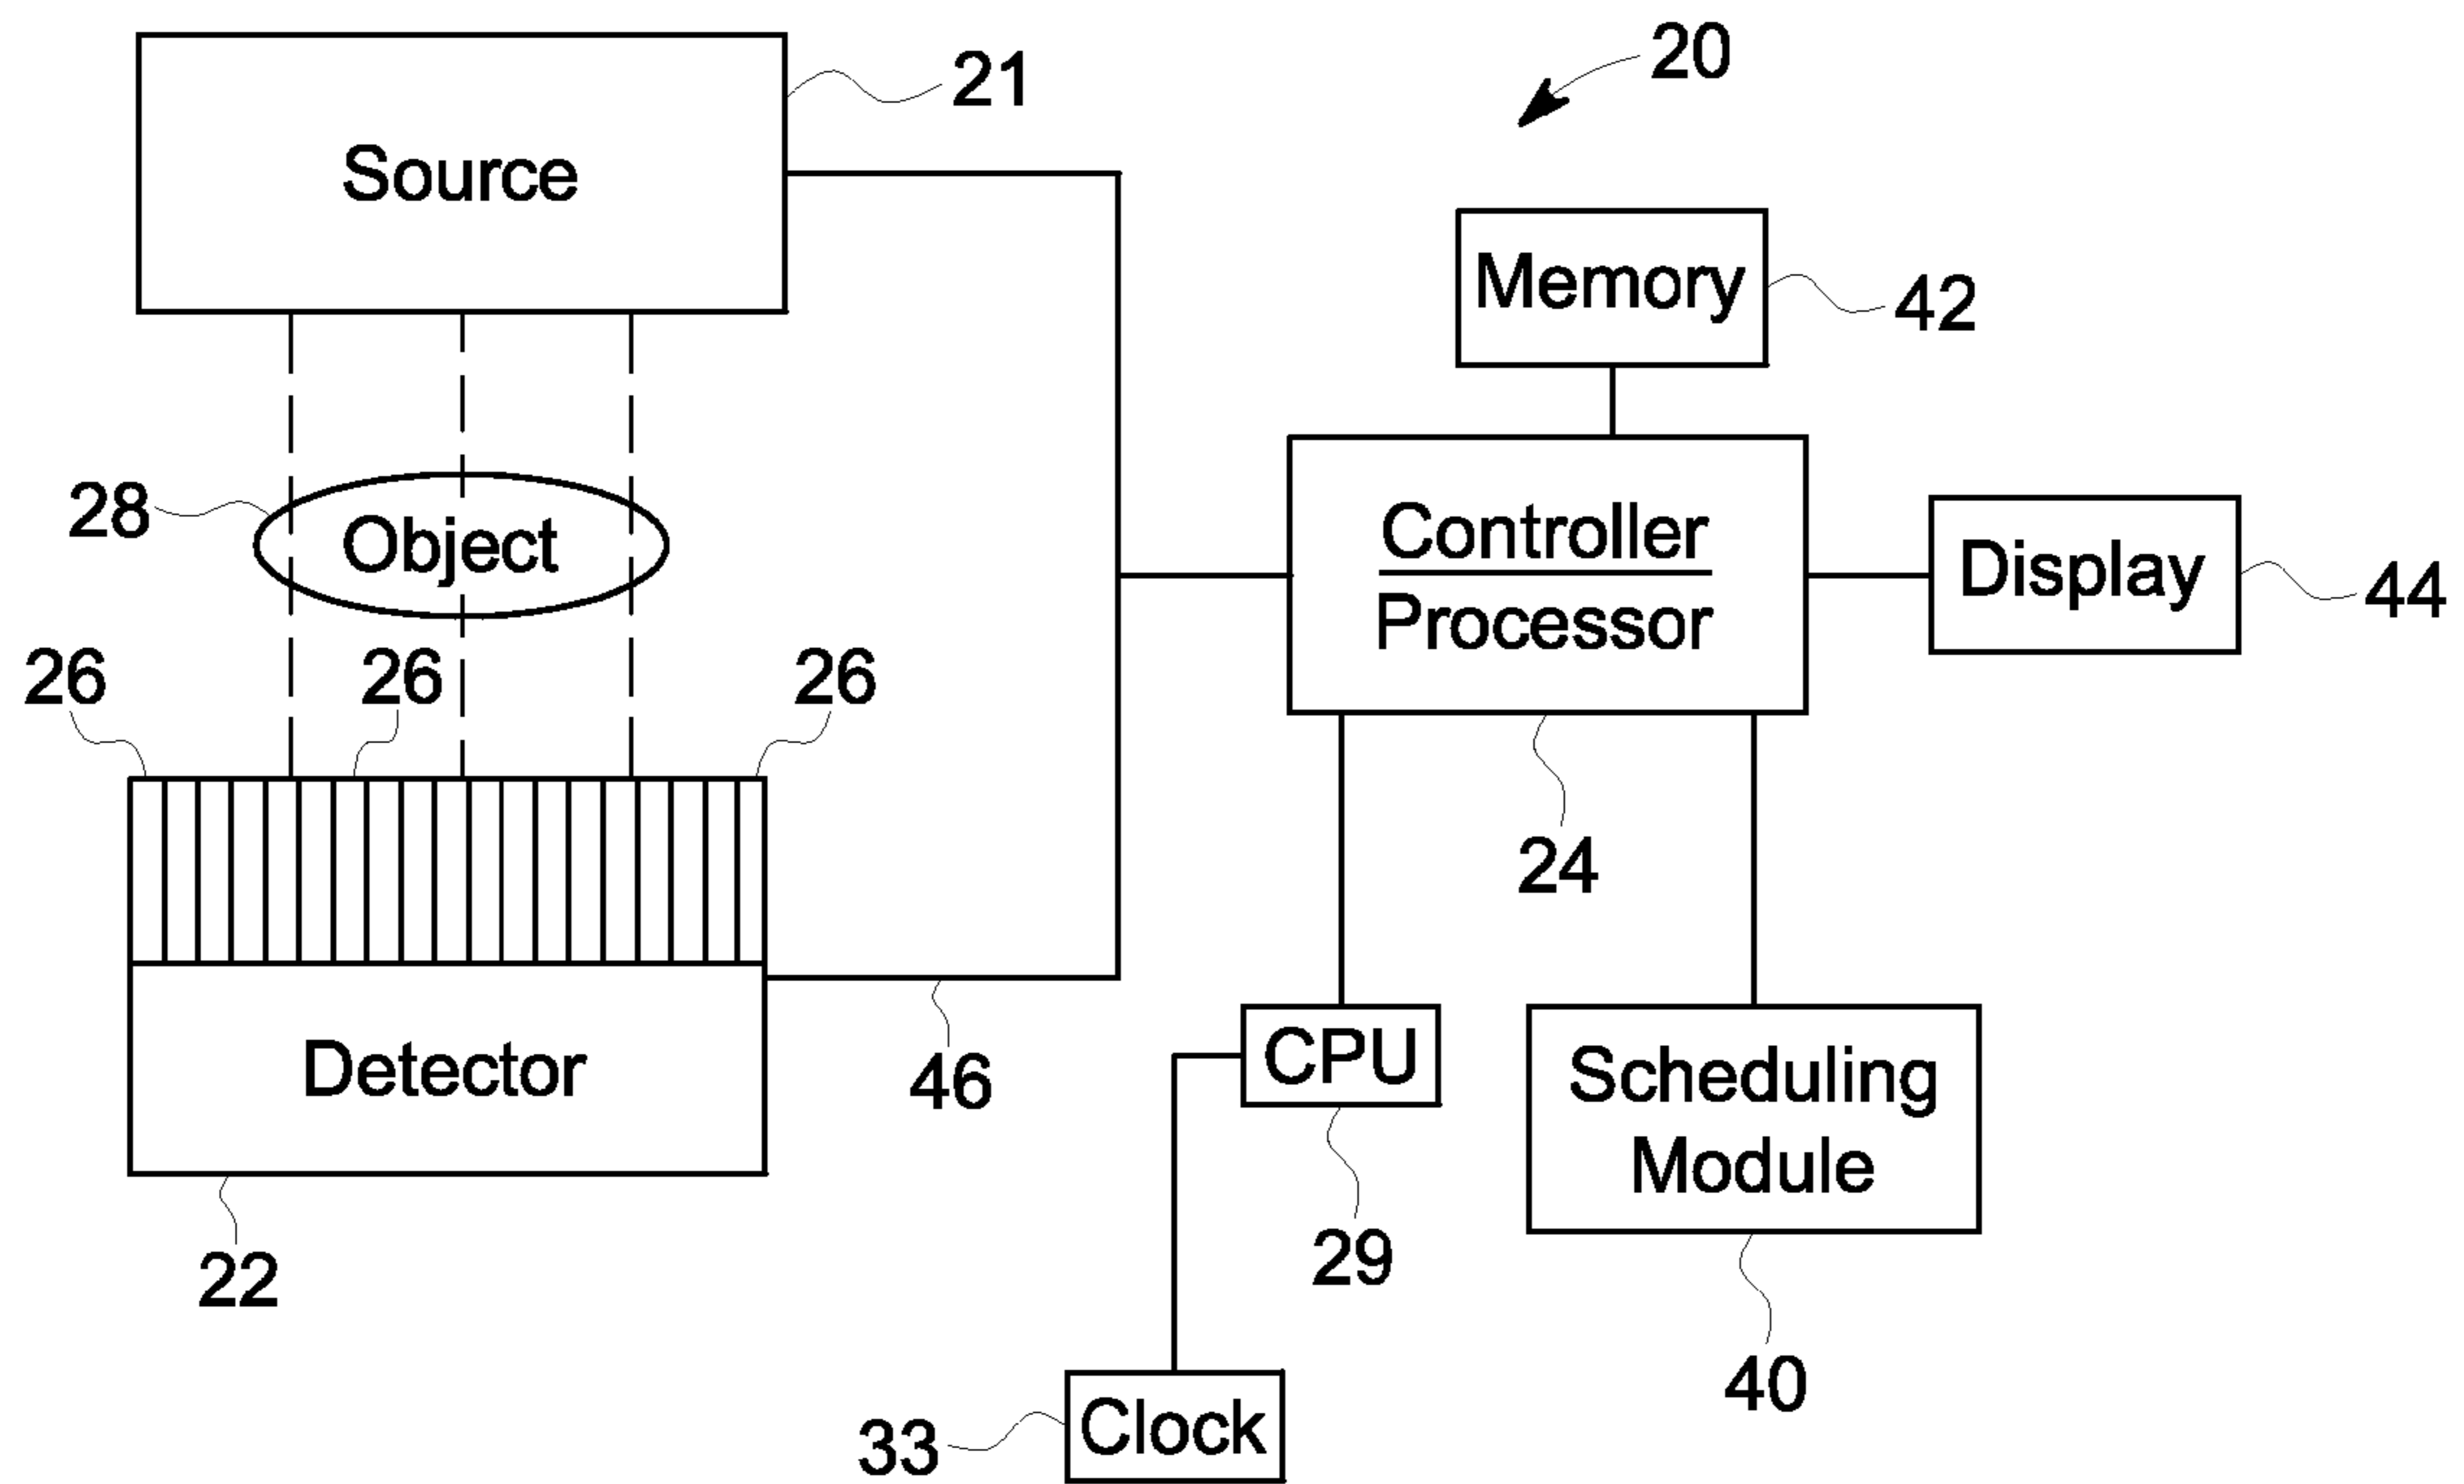 20
21
Source
Memory
42
28
Object
Controller
Processor
Display
44
26
26
26
24
Detector
46
CPU
Scheduling
Module
29
22
40
33
Clock